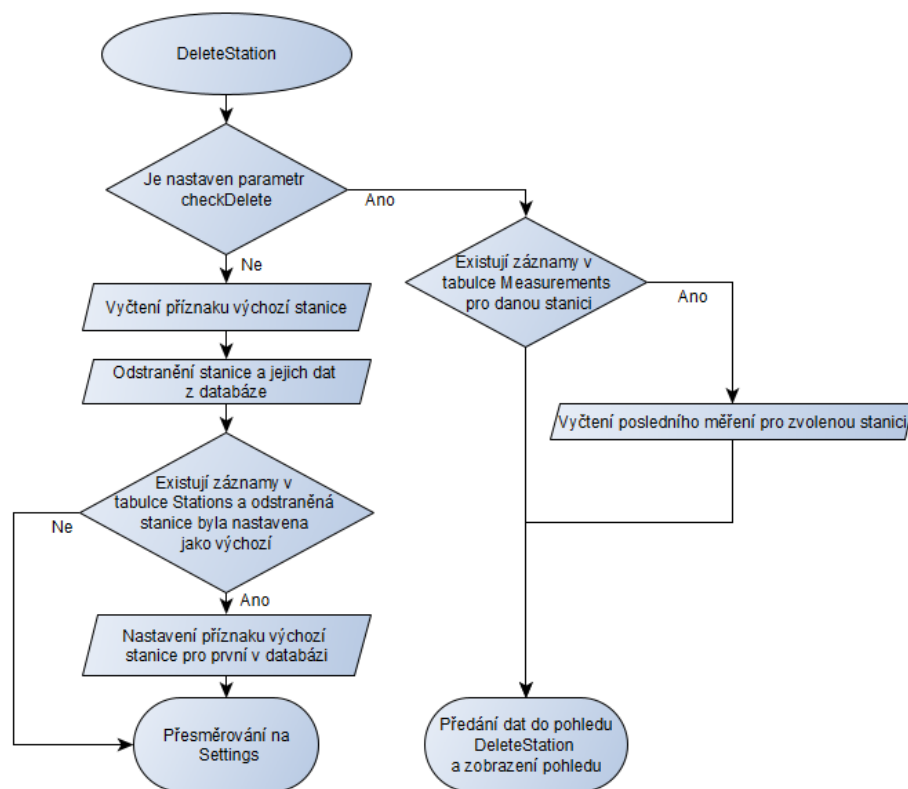 DeleteStation
Je nastaven parametr
checkDelete
Ano
Ne
Existují záznamy v
tabulce Measurements
pro danou stanici
Ano
Vyčtení příznaku výchozí stanice
Odstranění stanice a jejich dat
z databáze
Vyčtení posledního měření pro zvolenou stanici
Existují záznamy v
tabulce Stations a odstraněná
stanice byla nastavena
jako výchozí
Ne
Ano
Nastavení příznaku výchozí
stanice pro první v databázi
Přesměrování na
Settings
Předání dat do pohledu
DeleteStation
a zobrazení pohledu